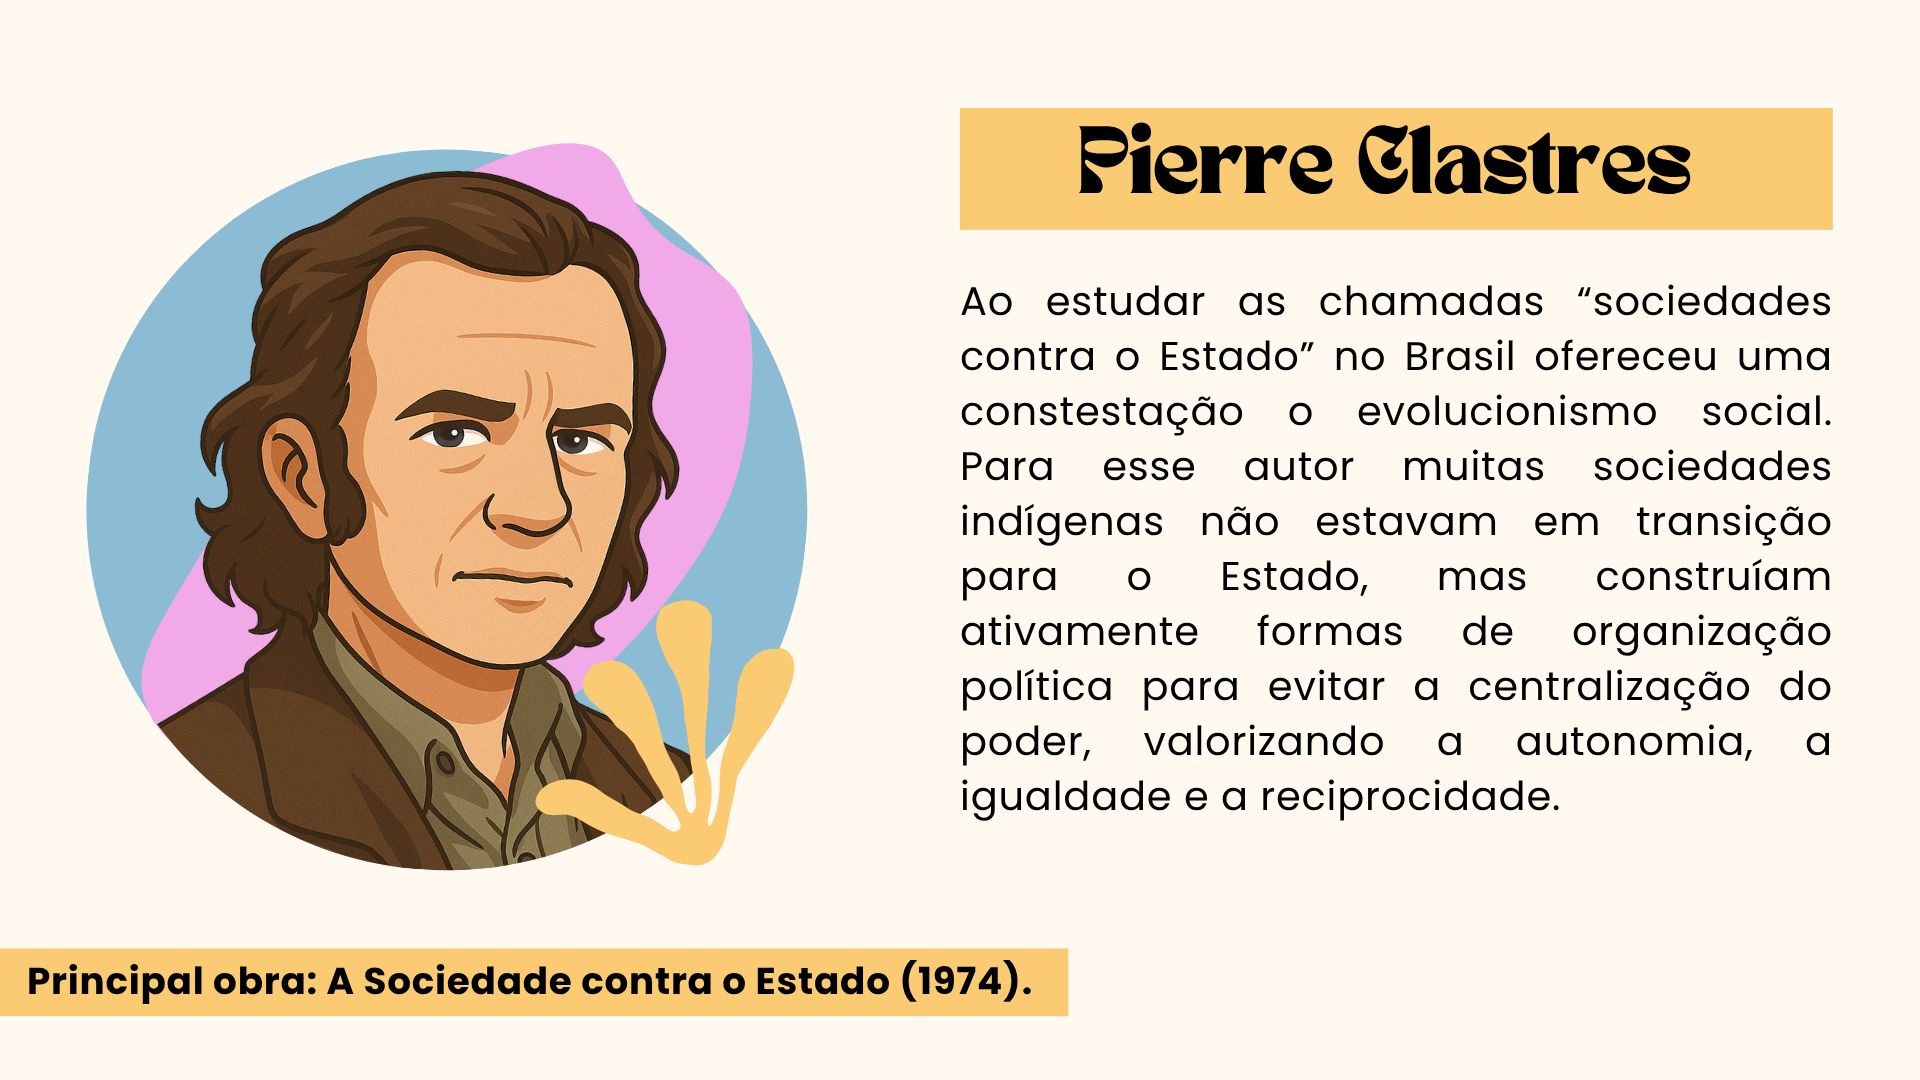 Pierre Clastres
Ao estudar as chamadas “sociedades
contra o Estado” no Brasil ofereceu uma
constestação o evolucionismo social.
Para esse autor muitas sociedades
indígenas não estavam em transição
para o Estado, mas construíam
ativamente formas de organização
política para evitar a centralização do
poder, valorizando a autonomia, a
igualdade e a reciprocidade.
Principal obra: A Sociedade contra o Estado (1974).